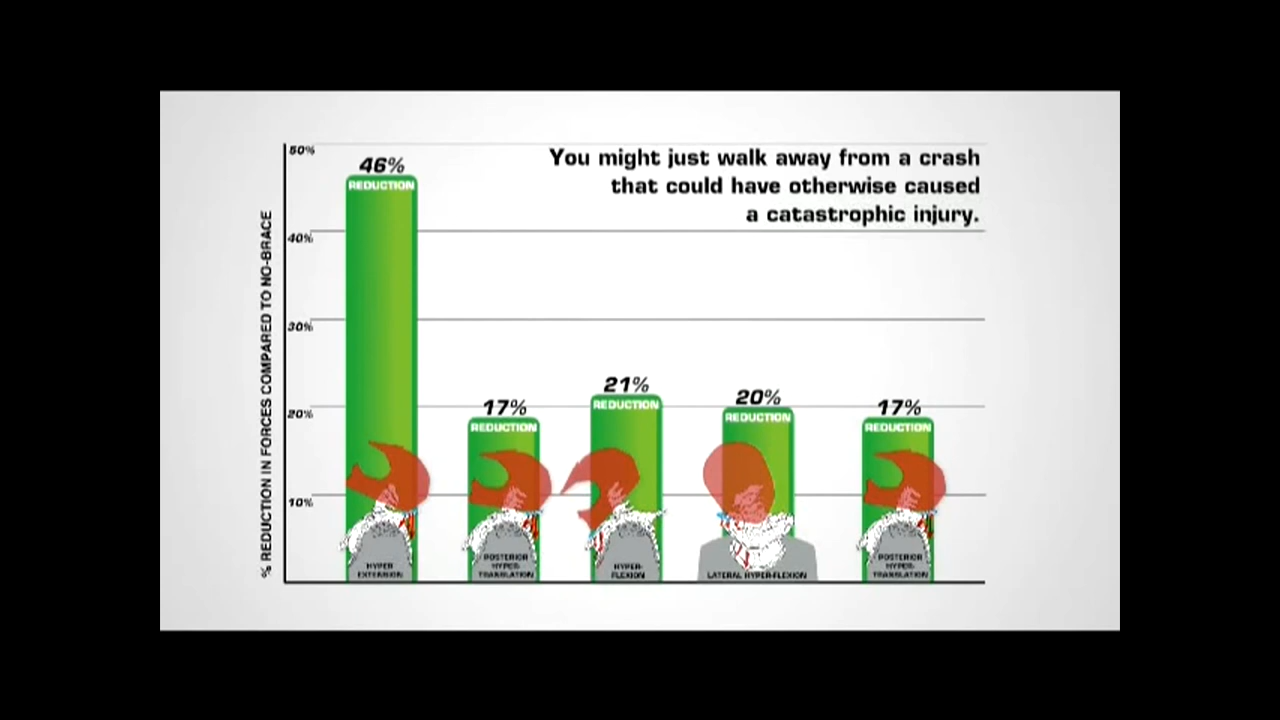 You might just walk away from a crash
that could have otherwise caused
a catastrophic injury.
% REDUCTION IN FORCES COMPARED TO NO-BRACE
50%
40%
30%
20%
10%
46%
REDUCTION
HYPER
EXTENSION
17%
REDUCTION
POSTERIOR
HYPER-
TRANSLATION
21%
REDUCTION
HYPER-
FLEXION
20%
REDUCTION
LATERAL HYPER-FLEXION
17%
REDUCTION
POSTERIOR
HYPER-
TRANSLATION